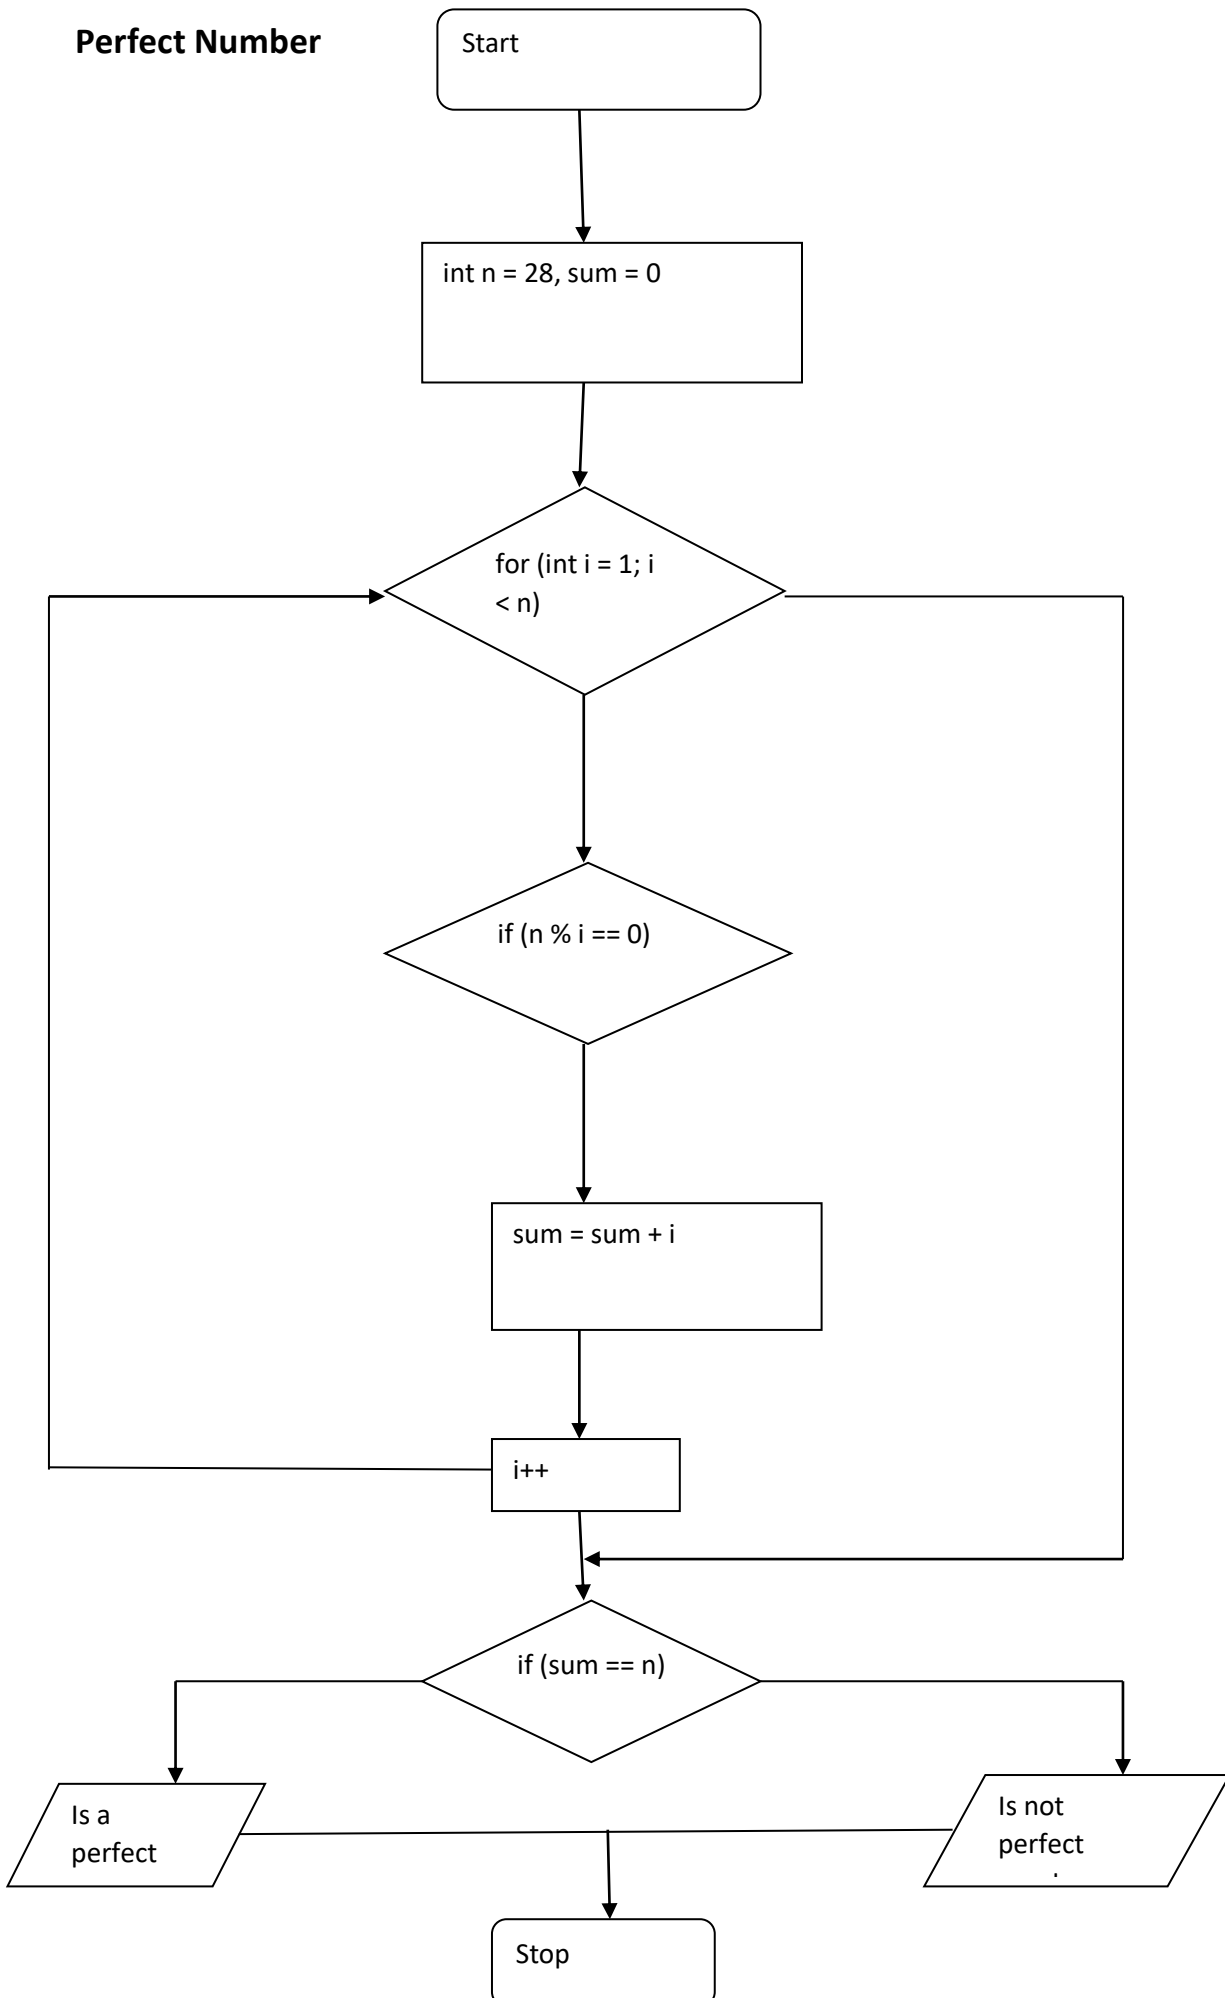 Perfect Number
Start
int n = 28, sum = 0
for (int i = 1; i
< n)
if (n % i == 0)
sum = sum + i
i++
if (sum == n)
Is a
perfect
Is not
perfect
Stop